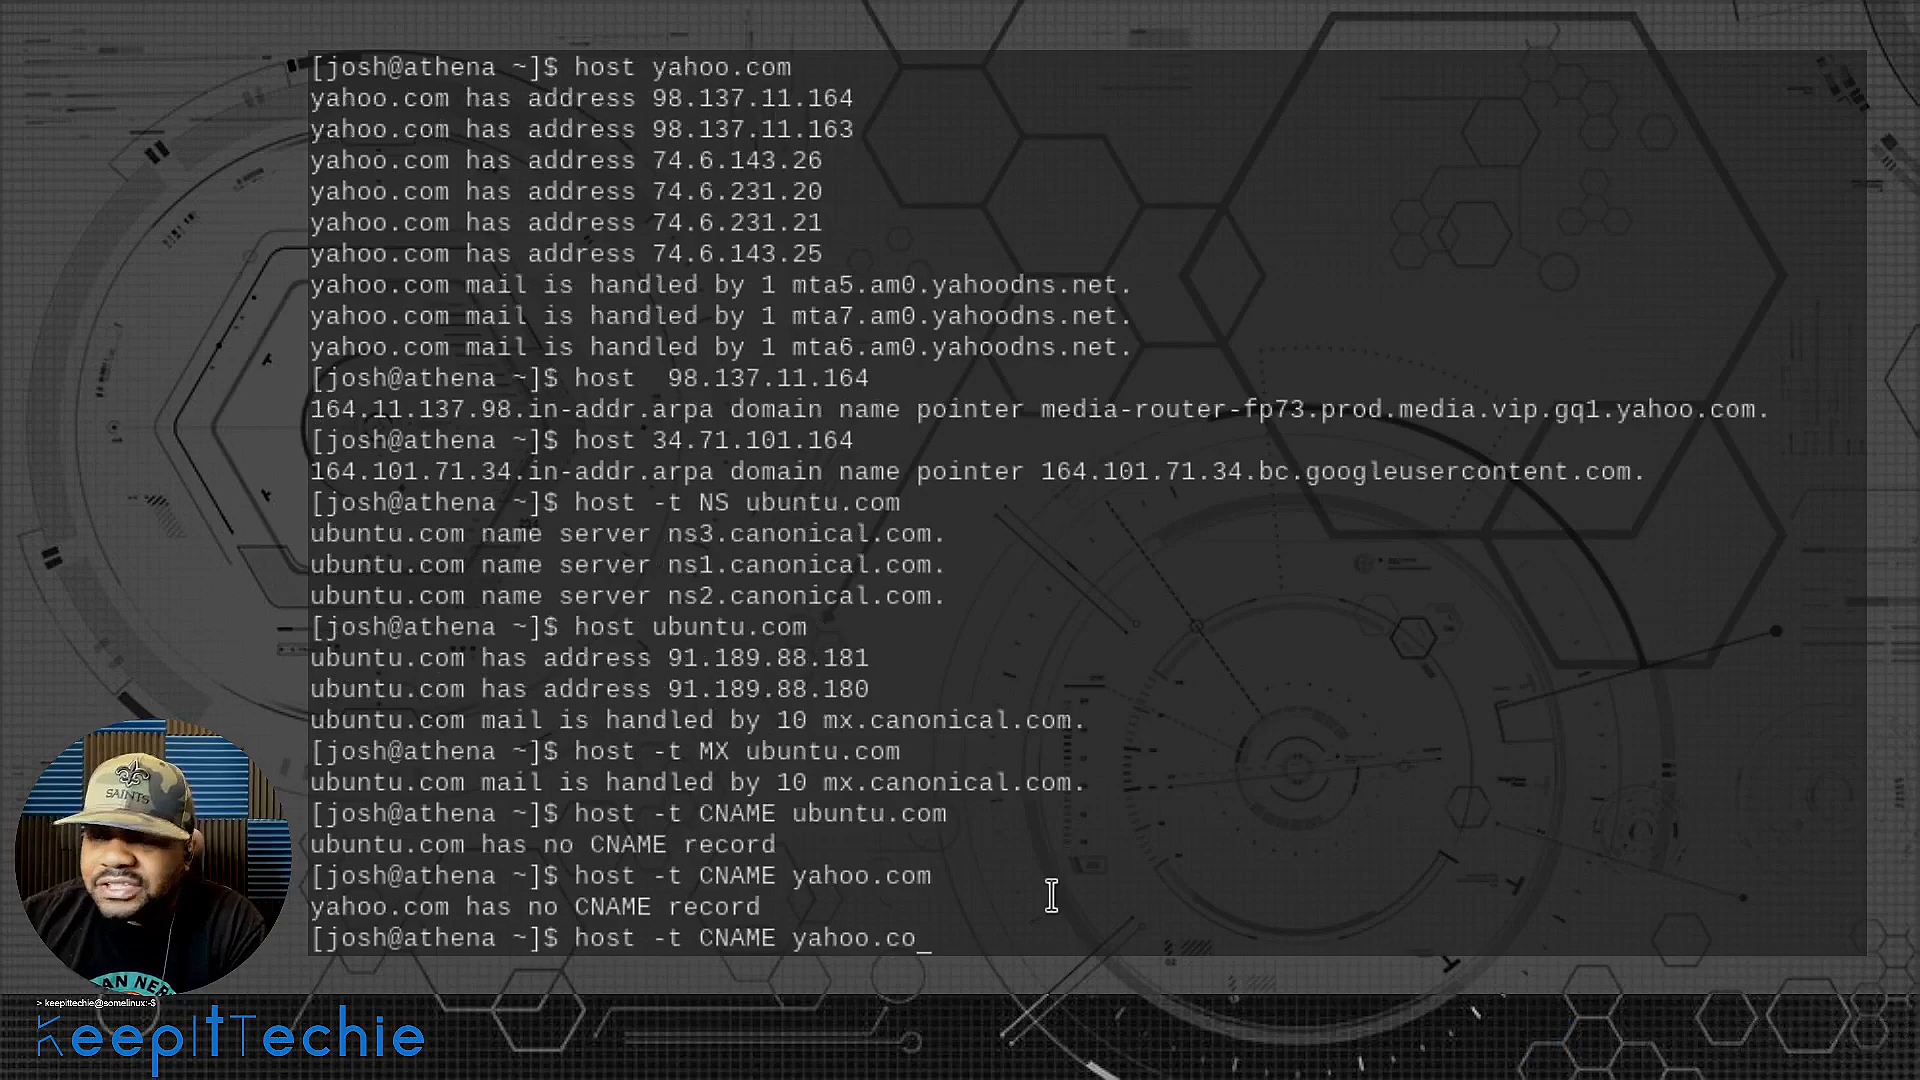 [josh@athena ~]$ host yahoo.com
yahoo.com has address 98.137.11.164
yahoo.com has address 98.137.11.163
yahoo.com has address 74.6.143.26
yahoo.com has address 74.6.231.20
yahoo.com has address 74.6.231.21
yahoo.com has address 74.6.143.25
yahoo.com mail is handled by 1 mta5.am0.yahoodns.net.
yahoo.com mail is handled by 1 mta7.am0.yahoodns.net.
yahoo.com mail is handled by 1 mta6.am0.yahoodns.net.
[josh@athena ~]$ host  98.137.11.164
164.11.137.98.in-addr.arpa domain name pointer media-router-fp73.prod.media.vip.gq1.yahoo.com.
[josh@athena ~]$ host 34.71.101.164
164.101.71.34.in-addr.arpa domain name pointer 164.101.71.34.bc.googleusercontent.com.
[josh@athena ~]$ host -t NS ubuntu.com
ubuntu.com name server ns3.canonical.com.
ubuntu.com name server ns1.canonical.com.
ubuntu.com name server ns2.canonical.com.
[josh@athena ~]$ host ubuntu.com
ubuntu.com has address 91.189.88.181
ubuntu.com has address 91.189.88.180
ubuntu.com mail is handled by 10 mx.canonical.com.
[josh@athena ~]$ host -t MX ubuntu.com
ubuntu.com mail is handled by 10 mx.canonical.com.
[josh@athena ~]$ host -t CNAME ubuntu.com
ubuntu.com has no CNAME record
[josh@athena ~]$ host -t CNAME yahoo.com
yahoo.com has no CNAME record
[josh@athena ~]$ host -t CNAME yahoo.co_
SAINTS
> keepittechie@somelinux:~$
KeepItTechie